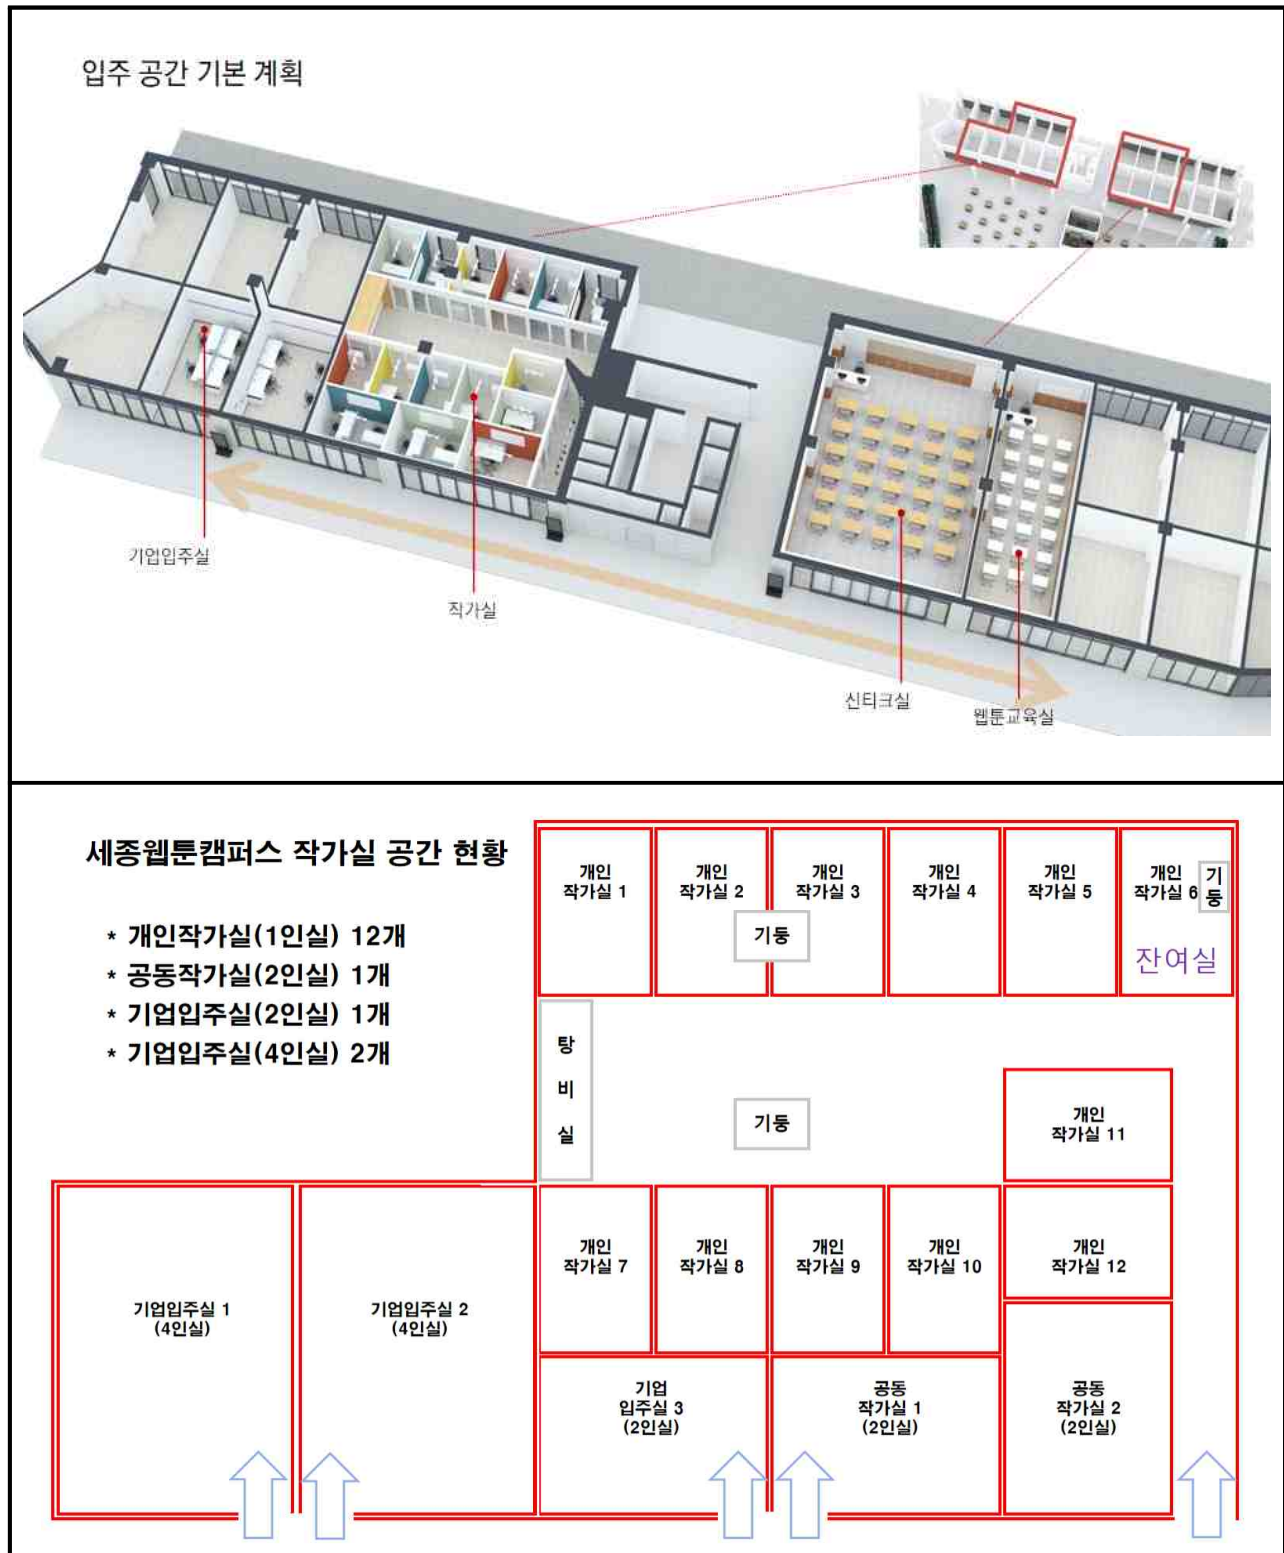 입주 공간 기본 계획
기업입주실
작가실
신티크실
웹툰교육실
세종웹툰캠퍼스 작가실 공간 현황
* 개인작가실(1인실) 12개
* 공동작가실(2인실) 1개
* 기업입주실(2인실) 1개
* 기업입주실(4인실) 2개
개인
작가실 1
개인
작가실 2
개인
작가실 3
개인
작가실 4
개인
작가실 5
개인
작가실 6
기
둥
기둥
잔여실
탕
비
실
기둥
개인
작가실 11
개인
작가실 7
개인
작가실 8
개인
작가실 9
개인
작가실 10
개인
작가실 12
기업입주실 1
(4인실)
기업입주실 2
(4인실)
기업
입주실 3
(2인실)
공동
작가실 1
(2인실)
공동
작가실 2
(2인실)